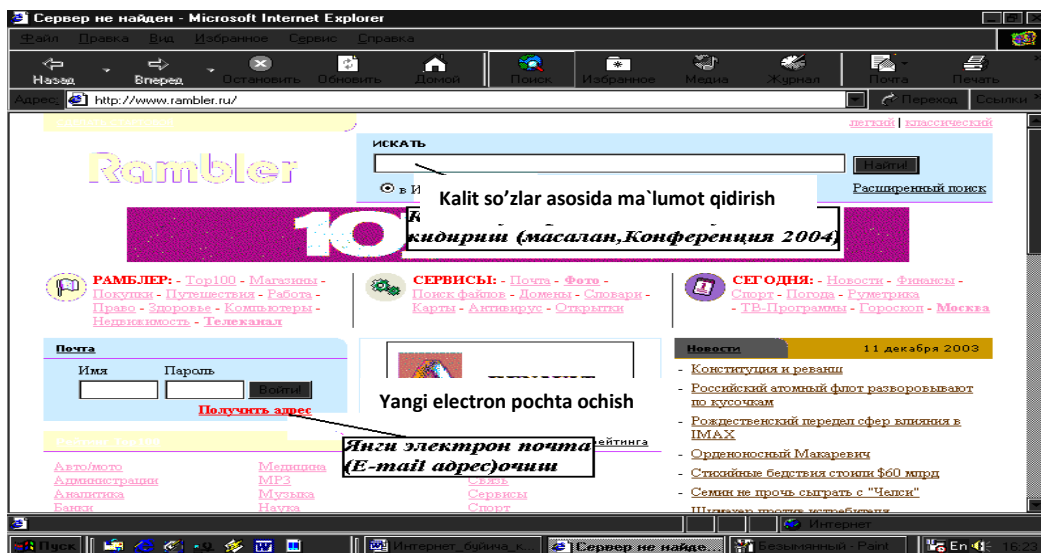 Сервер не найден - Microsoft Internet Explorer
Файл Правка Вид Избранное Сервис Справка
Назад Вперед Остановить Обновить Домой Поиск Избранное Медиа Журнал Почта Печать
Адрес: http://www.rambler.ru/ Переход Ссылки
легкий | классический
Rambler
искать
Найти!
в И
Расширенный поиск
Kalit so’zlar asosida ma`lumot qidirish
кидириш (масалан,Конференция 2004)
РАМБЛЕР: - Top100 - Магазины -
Покупки - Путешествия - Работа -
Право - Здоровье - Компьютеры -
Недвижимость - Телеканал
СЕРВИСЫ: - Почта - Фото -
Поиск файлов - Домены - Словари -
Карты - Антивирус - Открытки
СЕГОДНЯ: - Новости - Финансы -
Спорт - Погода - Руметрика
- ТВ-Программы - Гороскоп - Москва
Почта
Имя Пароль
Войти!
Получить адрес
Yangi electron pochta ochish
Янги электрон почта
(E-mail адрес)очиш
ейтинга
Авто/мото
Администрации
Аналитика
Банки
Медицина
MP3
Музыка
Наука
Связь
Сервисы
Спорт
Новости 11 декабря 2003
- Конституция и реванш
- Российский атомный флот разворовывают
по кусочкам
- Рождественский передел сфер влияния в
IMAX
- Орденоносный Макаревич
- Стихийные бедствия стоили $60 млрд
- Семин не прочь сыграть с "Челси"
- Шумахер против истребителя
Интернет
Пуск Интернет_буйича_к... Сервер не найде... Безымянный - Paint En 16:23